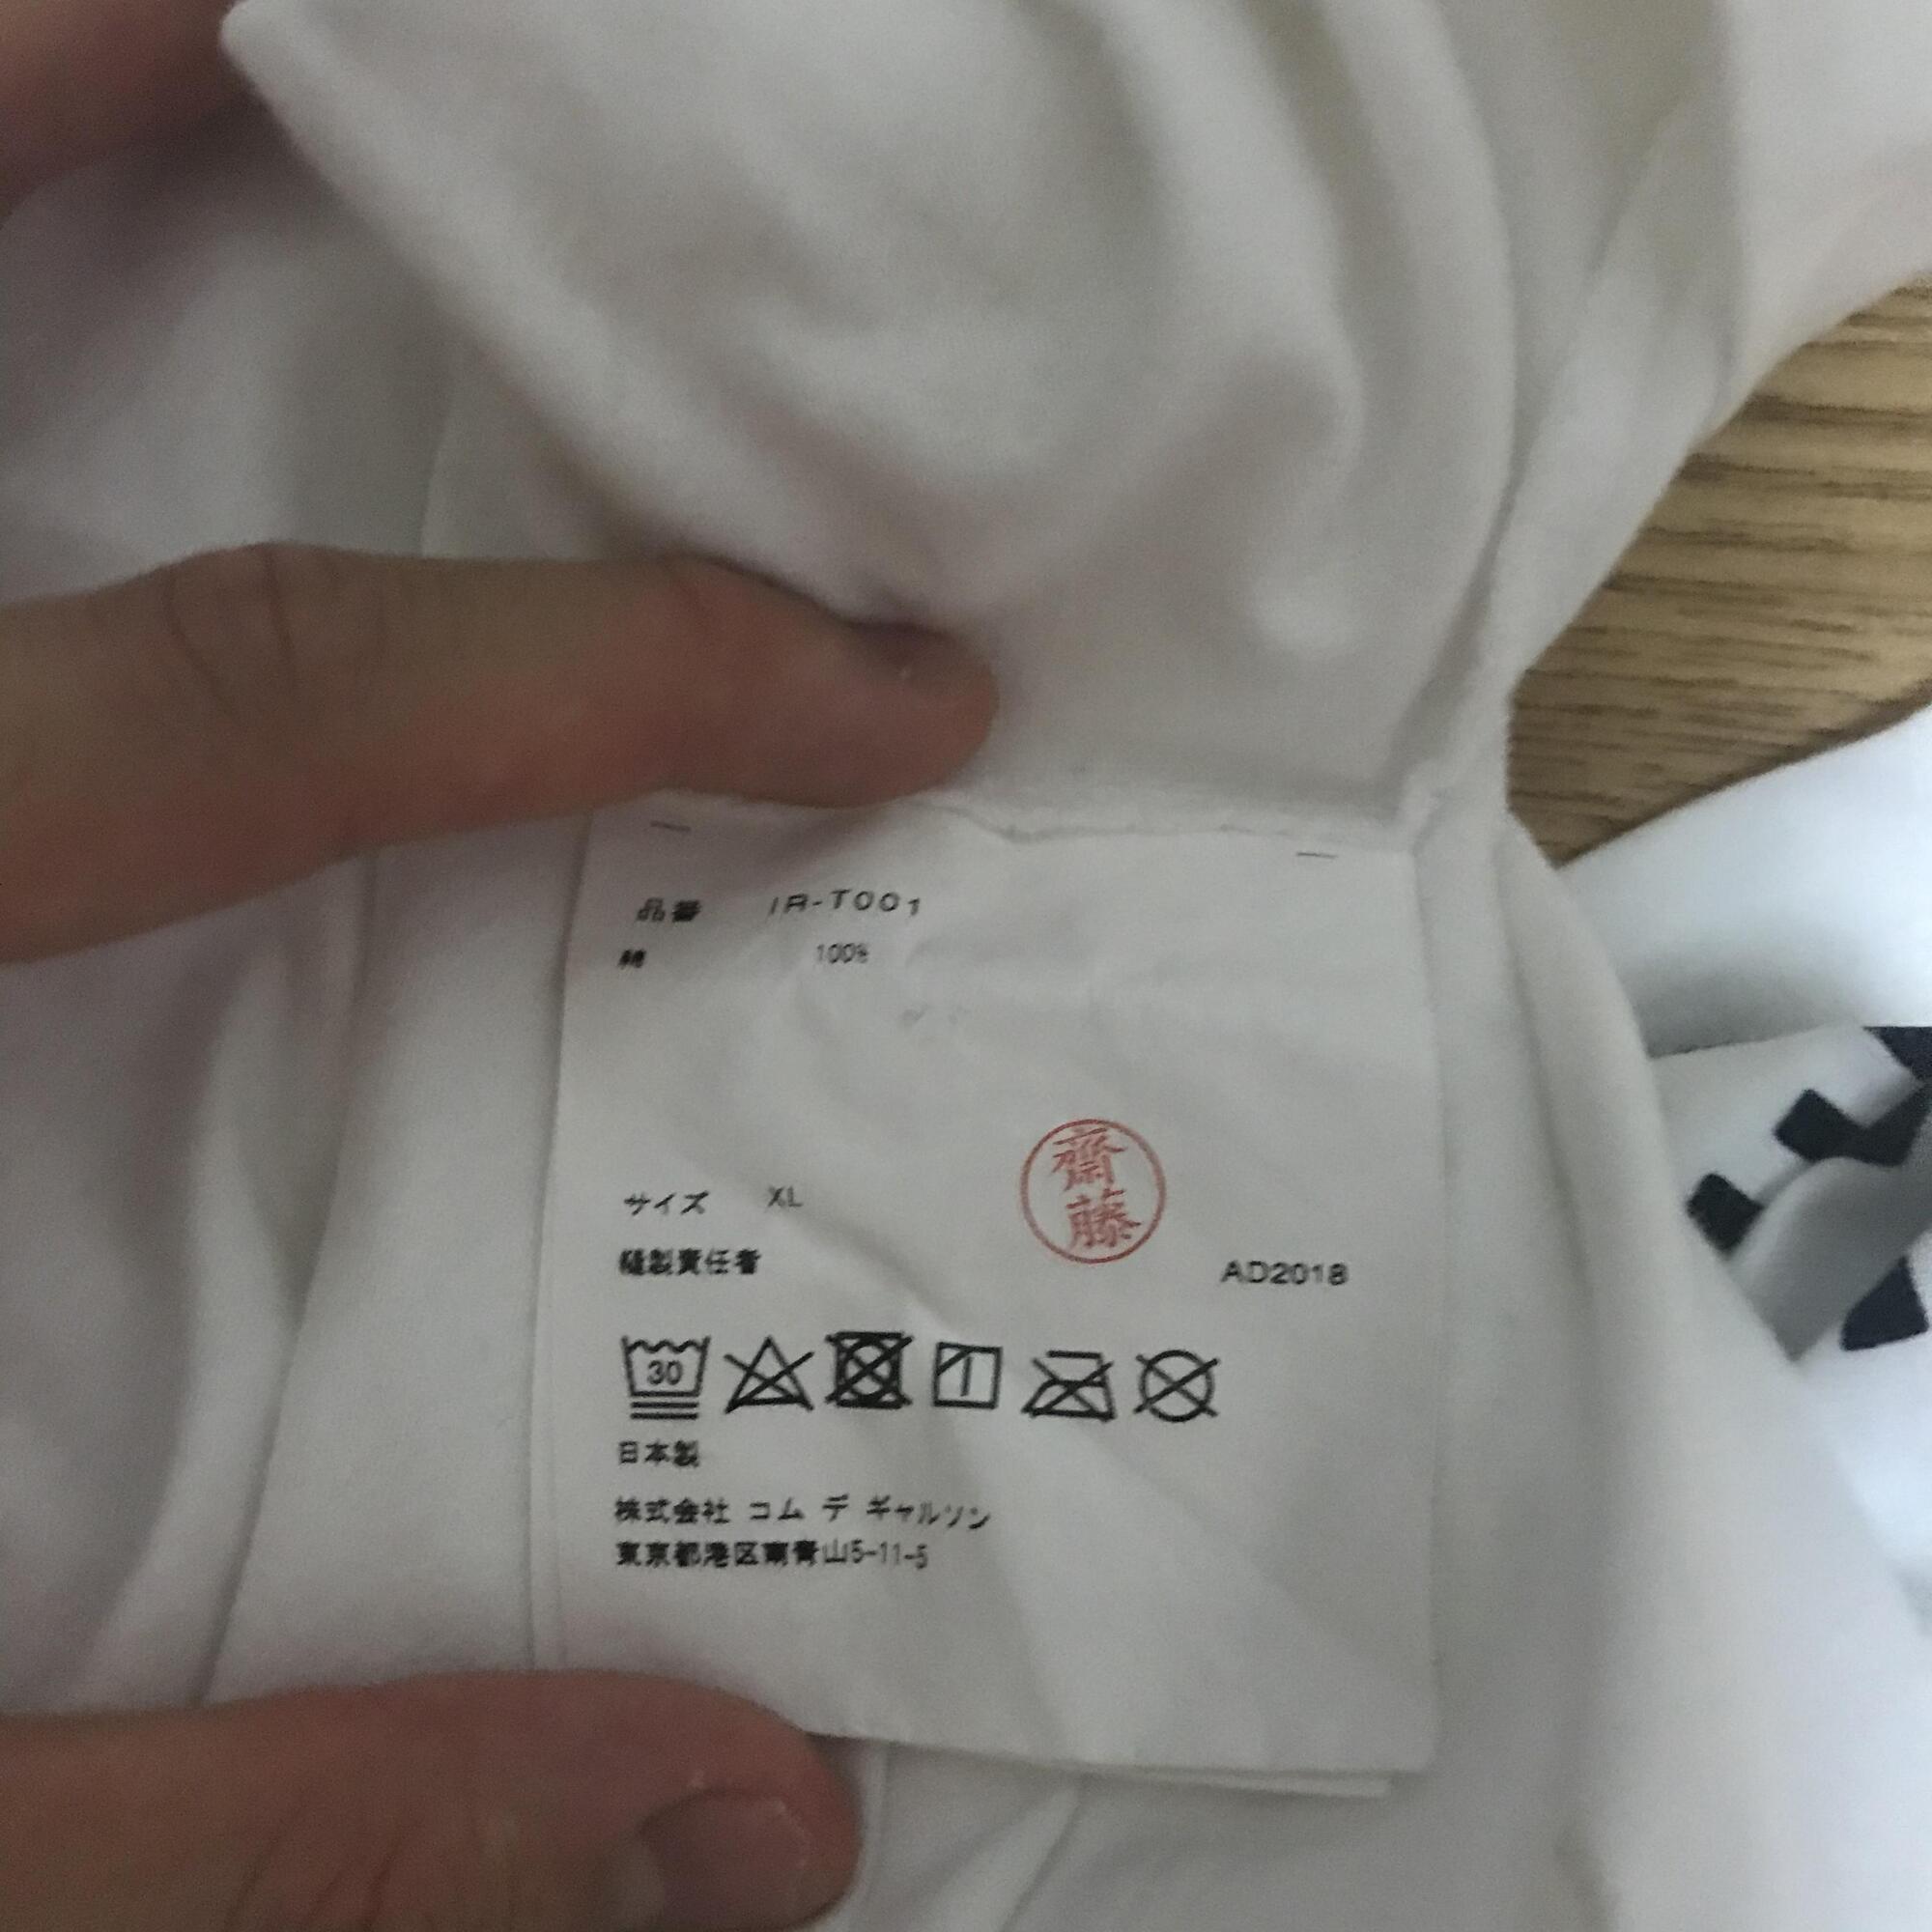 品番 IR-T001
綿 100%
齋藤
サイズ XL
縫製責任者
AD2018
30
日本製
株式会社 コム デ ギャルソン
東京都港区南青山5-11-5